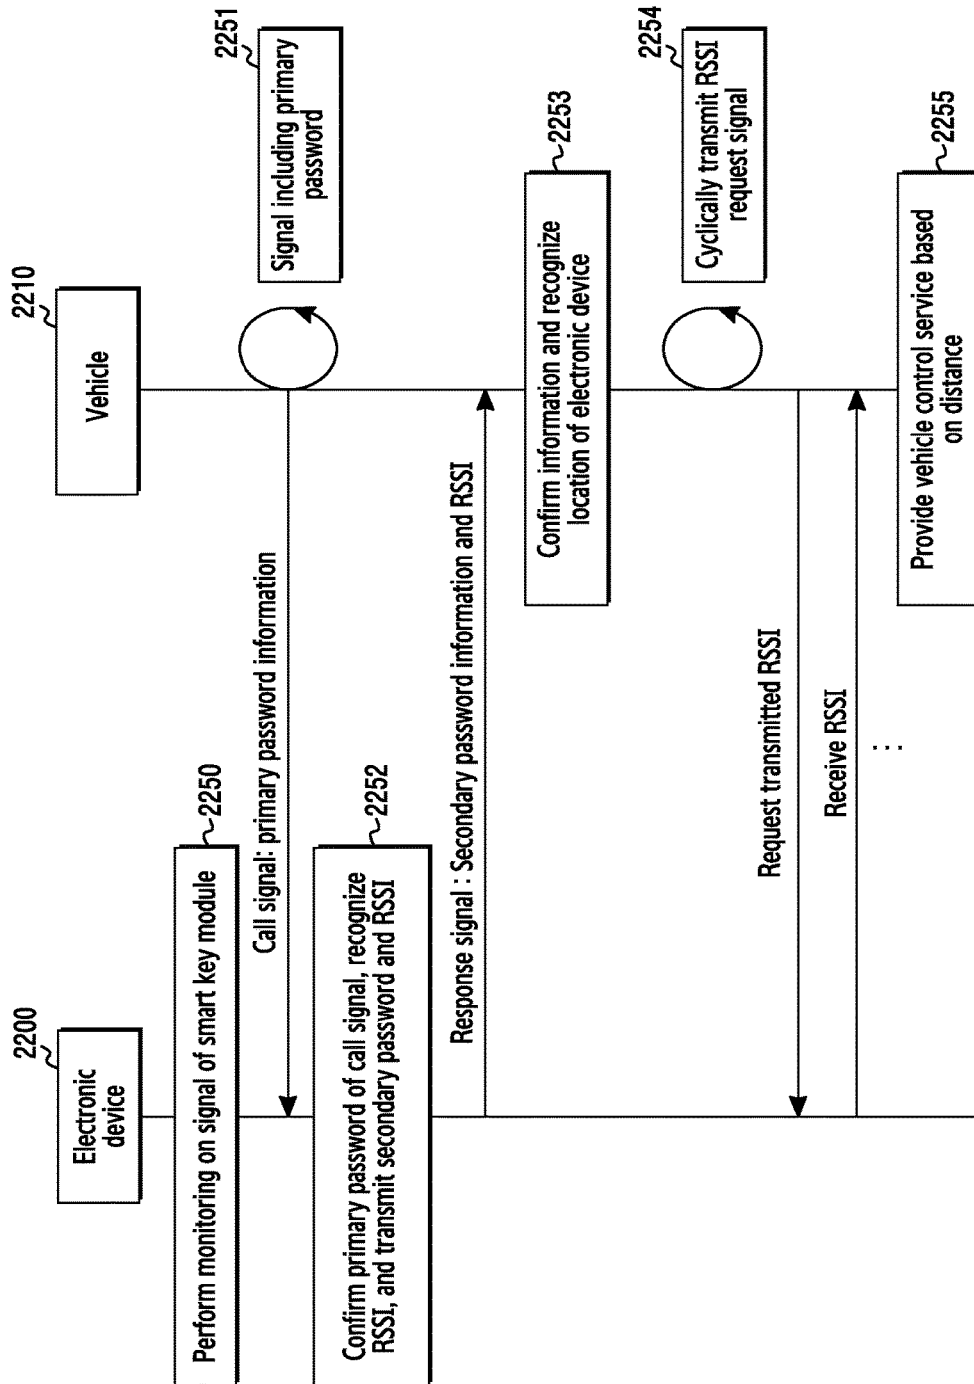 2200
Electronic
device
2210
Vehicle
2250
Perform monitoring on signal of smart key module
2251
Signal including primary
password
Call signal: primary password information
2252
Confirm primary password of call signal, recognize
RSSI, and transmit secondary password and RSSI
Response signal : Secondary password information and RSSI
2253
Confirm information and recognize
location of electronic device
2254
Cyclically transmit RSSI
request signal
Request transmitted RSSI
Receive RSSI
...
2255
Provide vehicle control service based
on distance